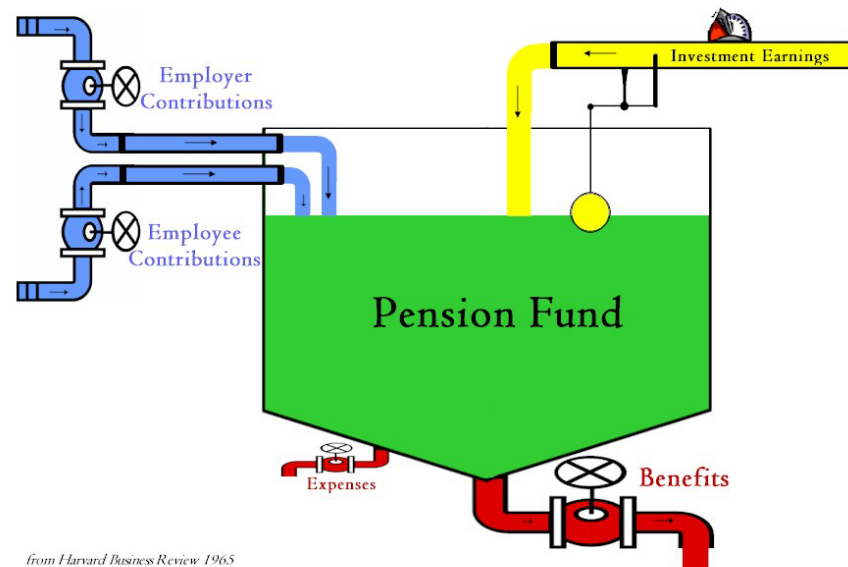 Employer
Contributions
Investment Earnings
Employee
Contributions
Pension Fund
Expenses
Benefits
from Harvard Business Review 1965